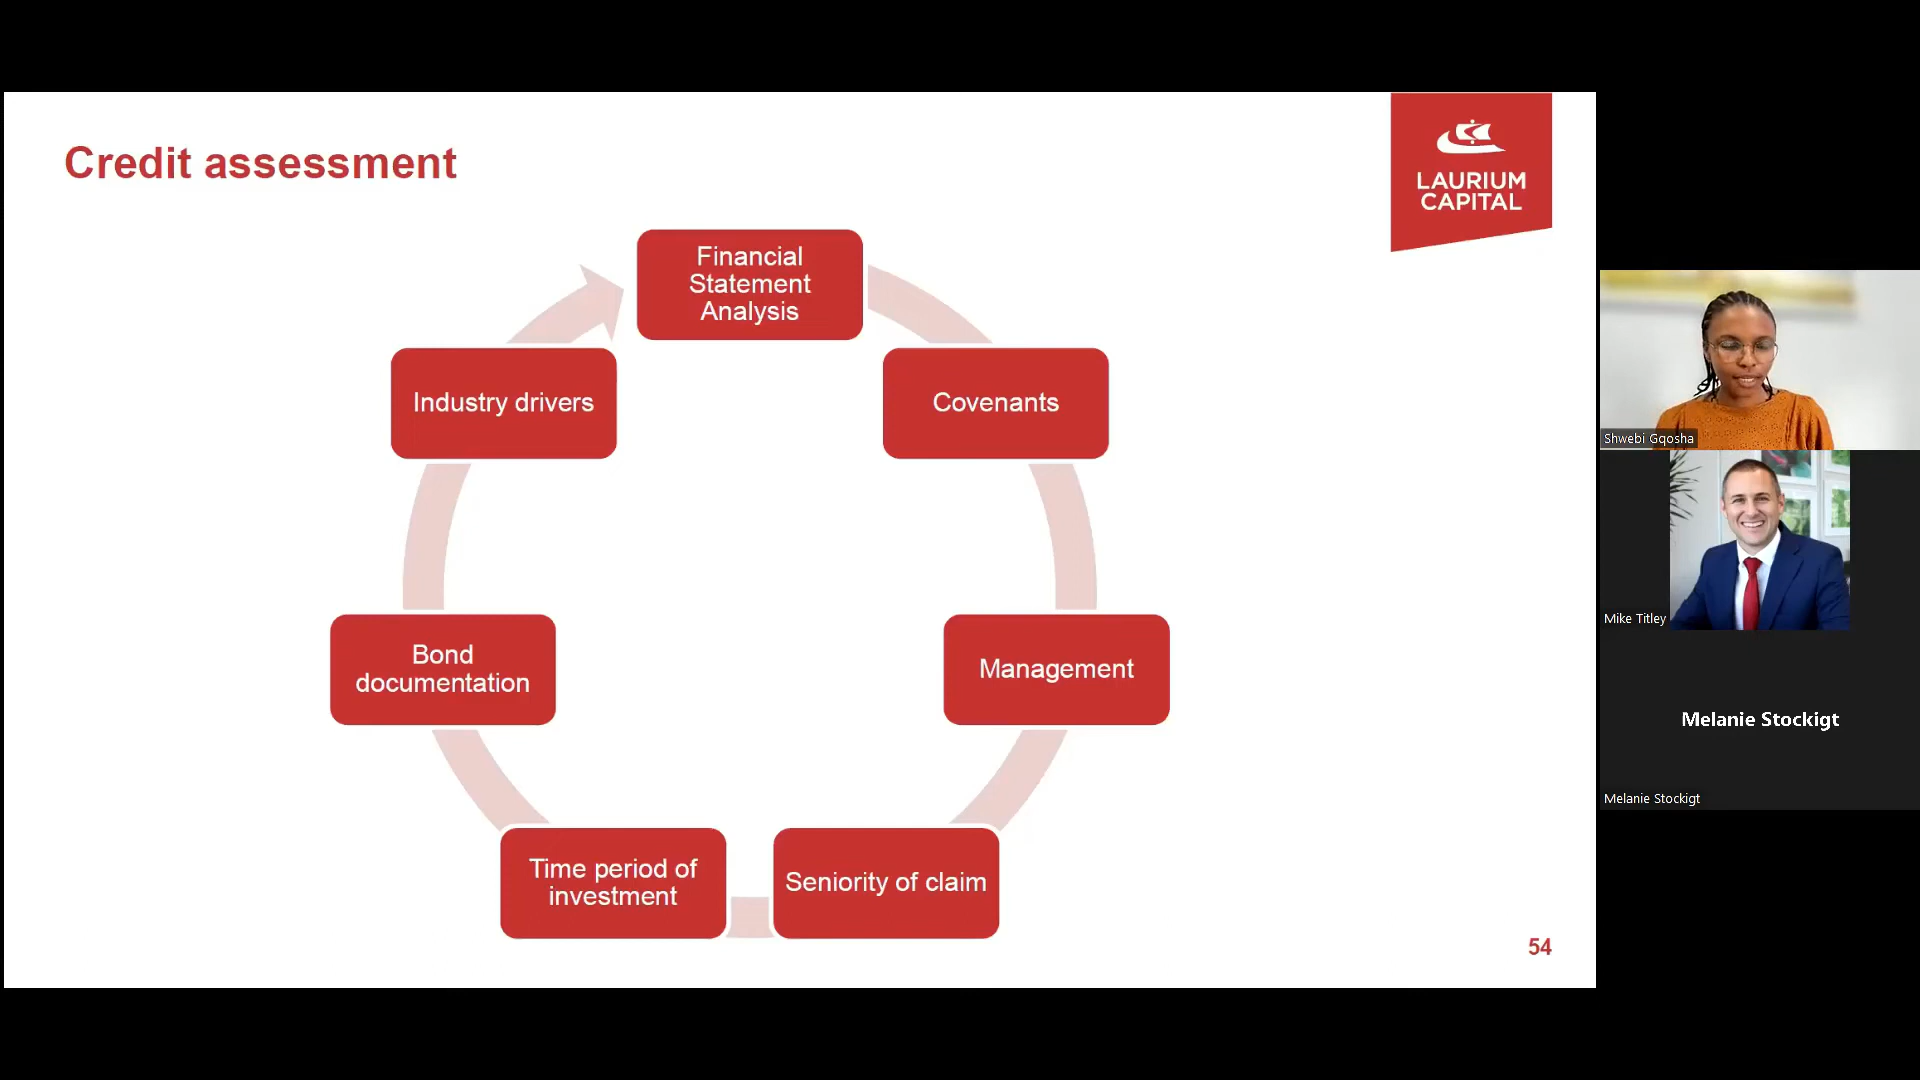 Credit assessment
LAURIUM
CAPITAL
Financial
Statement
Analysis
Covenants
Management
Seniority of claim
Time period of
investment
Bond
documentation
Industry drivers
54
Shwebi Gqosha
Mike Titley
Melanie Stockigt
Melanie Stockigt